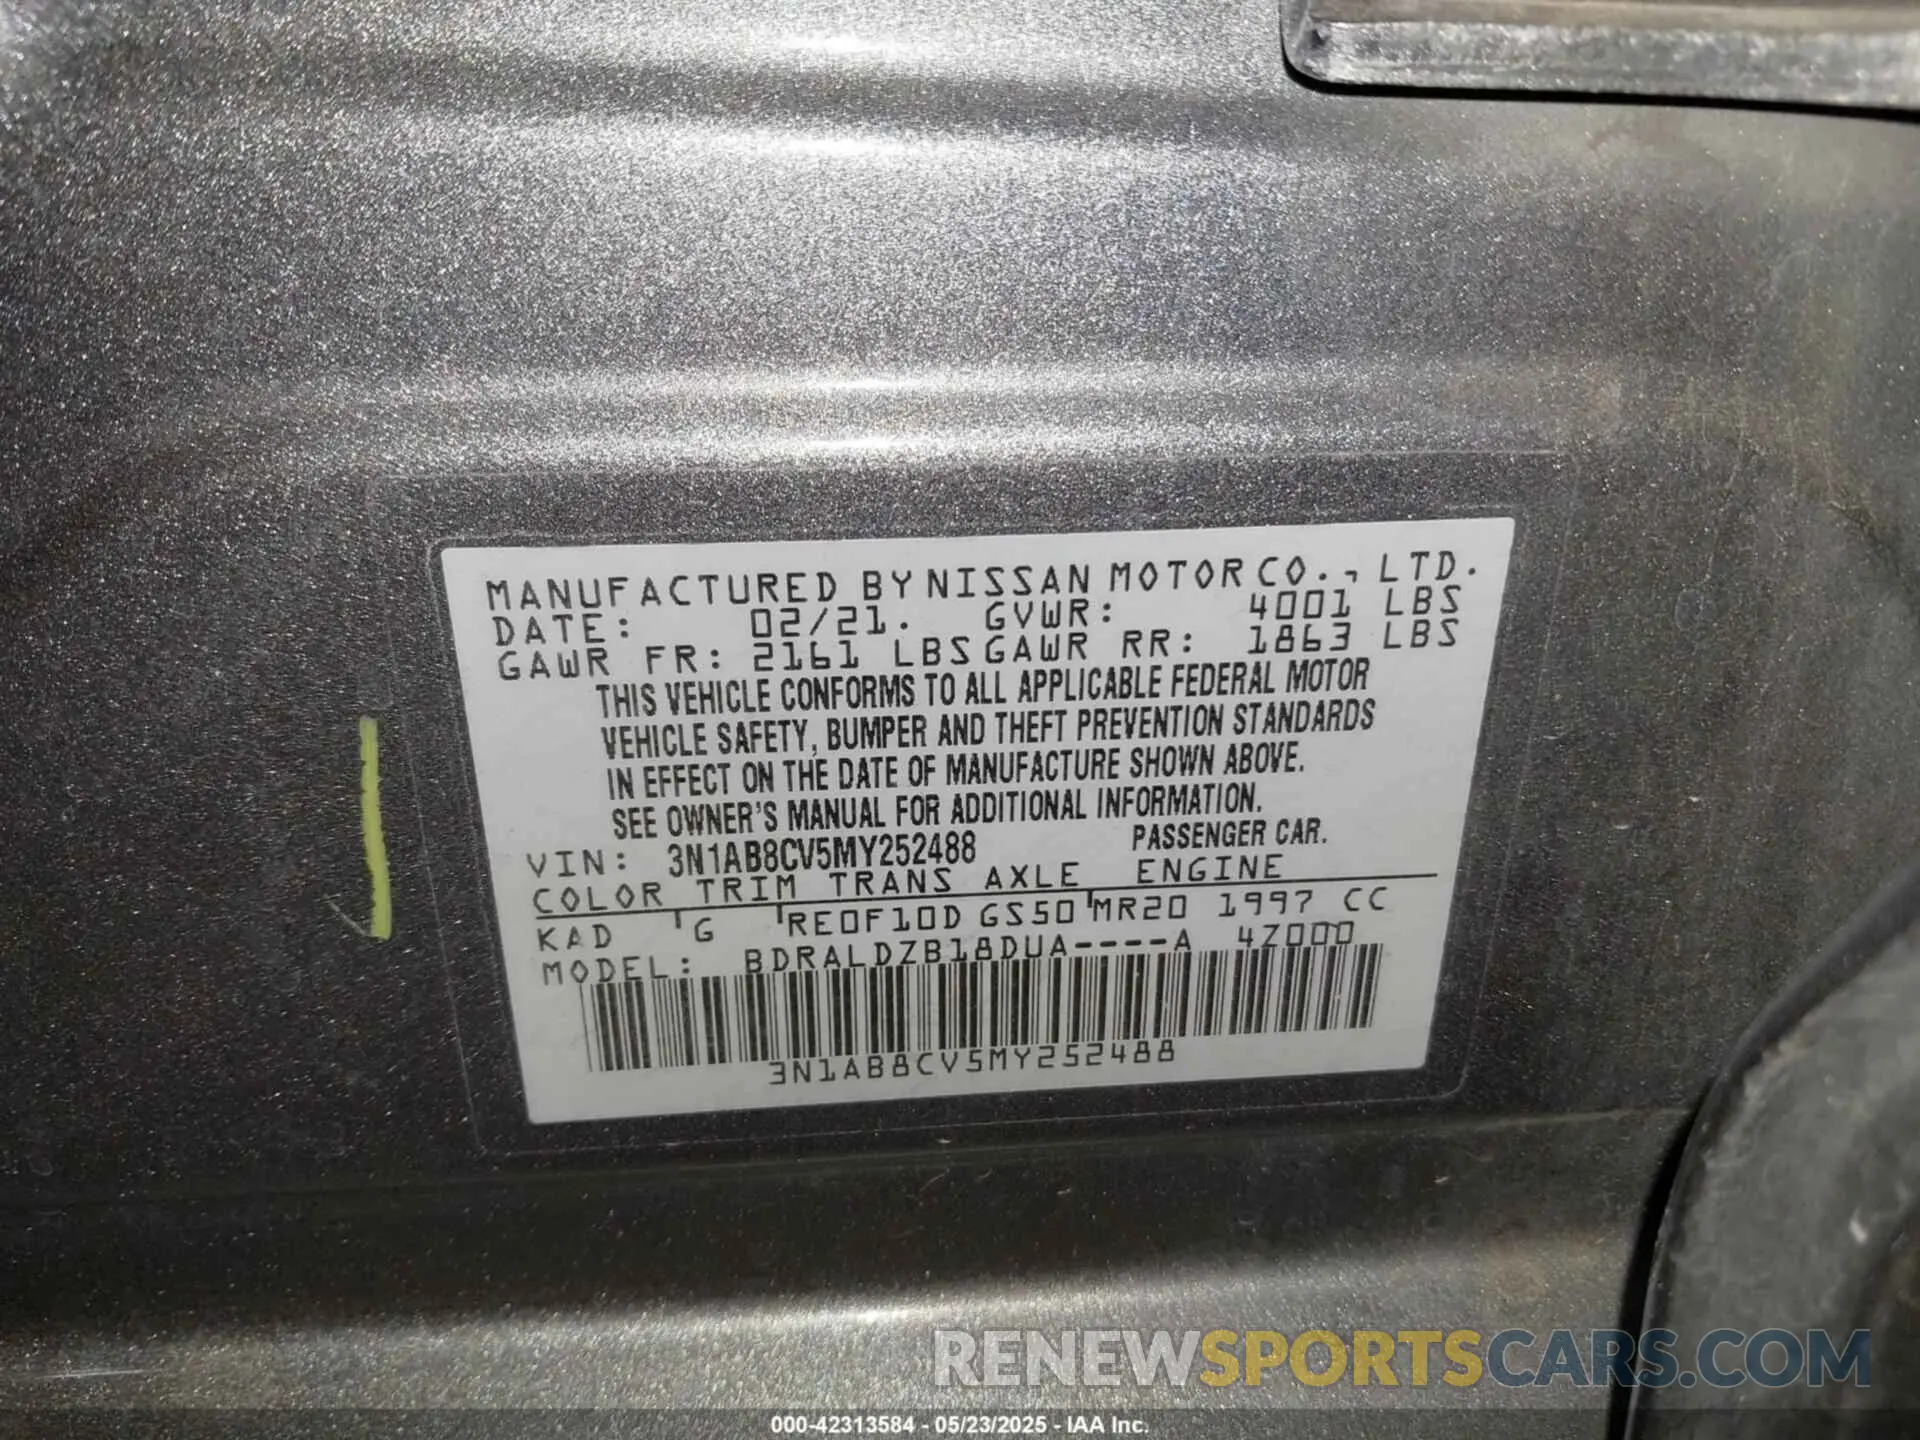 MANUFACTURED BY NISSAN MOTOR CO., LTD.
DATE: 02/21. GVWR: 4001 LBS
GAWR FR: 2161 LBS GAWR RR: 1863 LBS
THIS VEHICLE CONFORMS TO ALL APPLICABLE FEDERAL MOTOR
VEHICLE SAFETY, BUMPER AND THEFT PREVENTION STANDARDS
IN EFFECT ON THE DATE OF MANUFACTURE SHOWN ABOVE.
SEE OWNER'S MANUAL FOR ADDITIONAL INFORMATION.
VIN: 3N1AB8CV5MY252488 PASSENGER CAR.
COLOR TRIM TRANS AXLE ENGINE
KAD G RE0F10D GS50 MR20 1997 CC
MODEL: BDRALDZB18DUA----A 4Z000
3N1AB8CV5MY252488
RENEWSPORTSCARS.COM
000-42313584 - 05/23/2025 - IAA Inc.